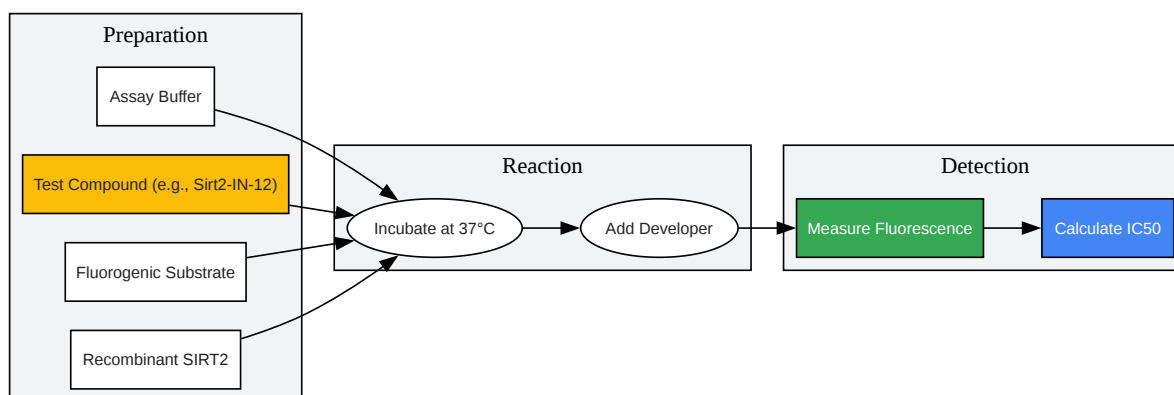 Preparation
Assay Buffer
Test Compound (e.g., Sirt2-IN-12)
Fluorogenic Substrate
Recombinant SIRT2
Reaction
Incubate at 37°C
Add Developer
Detection
Measure Fluorescence
Calculate IC50